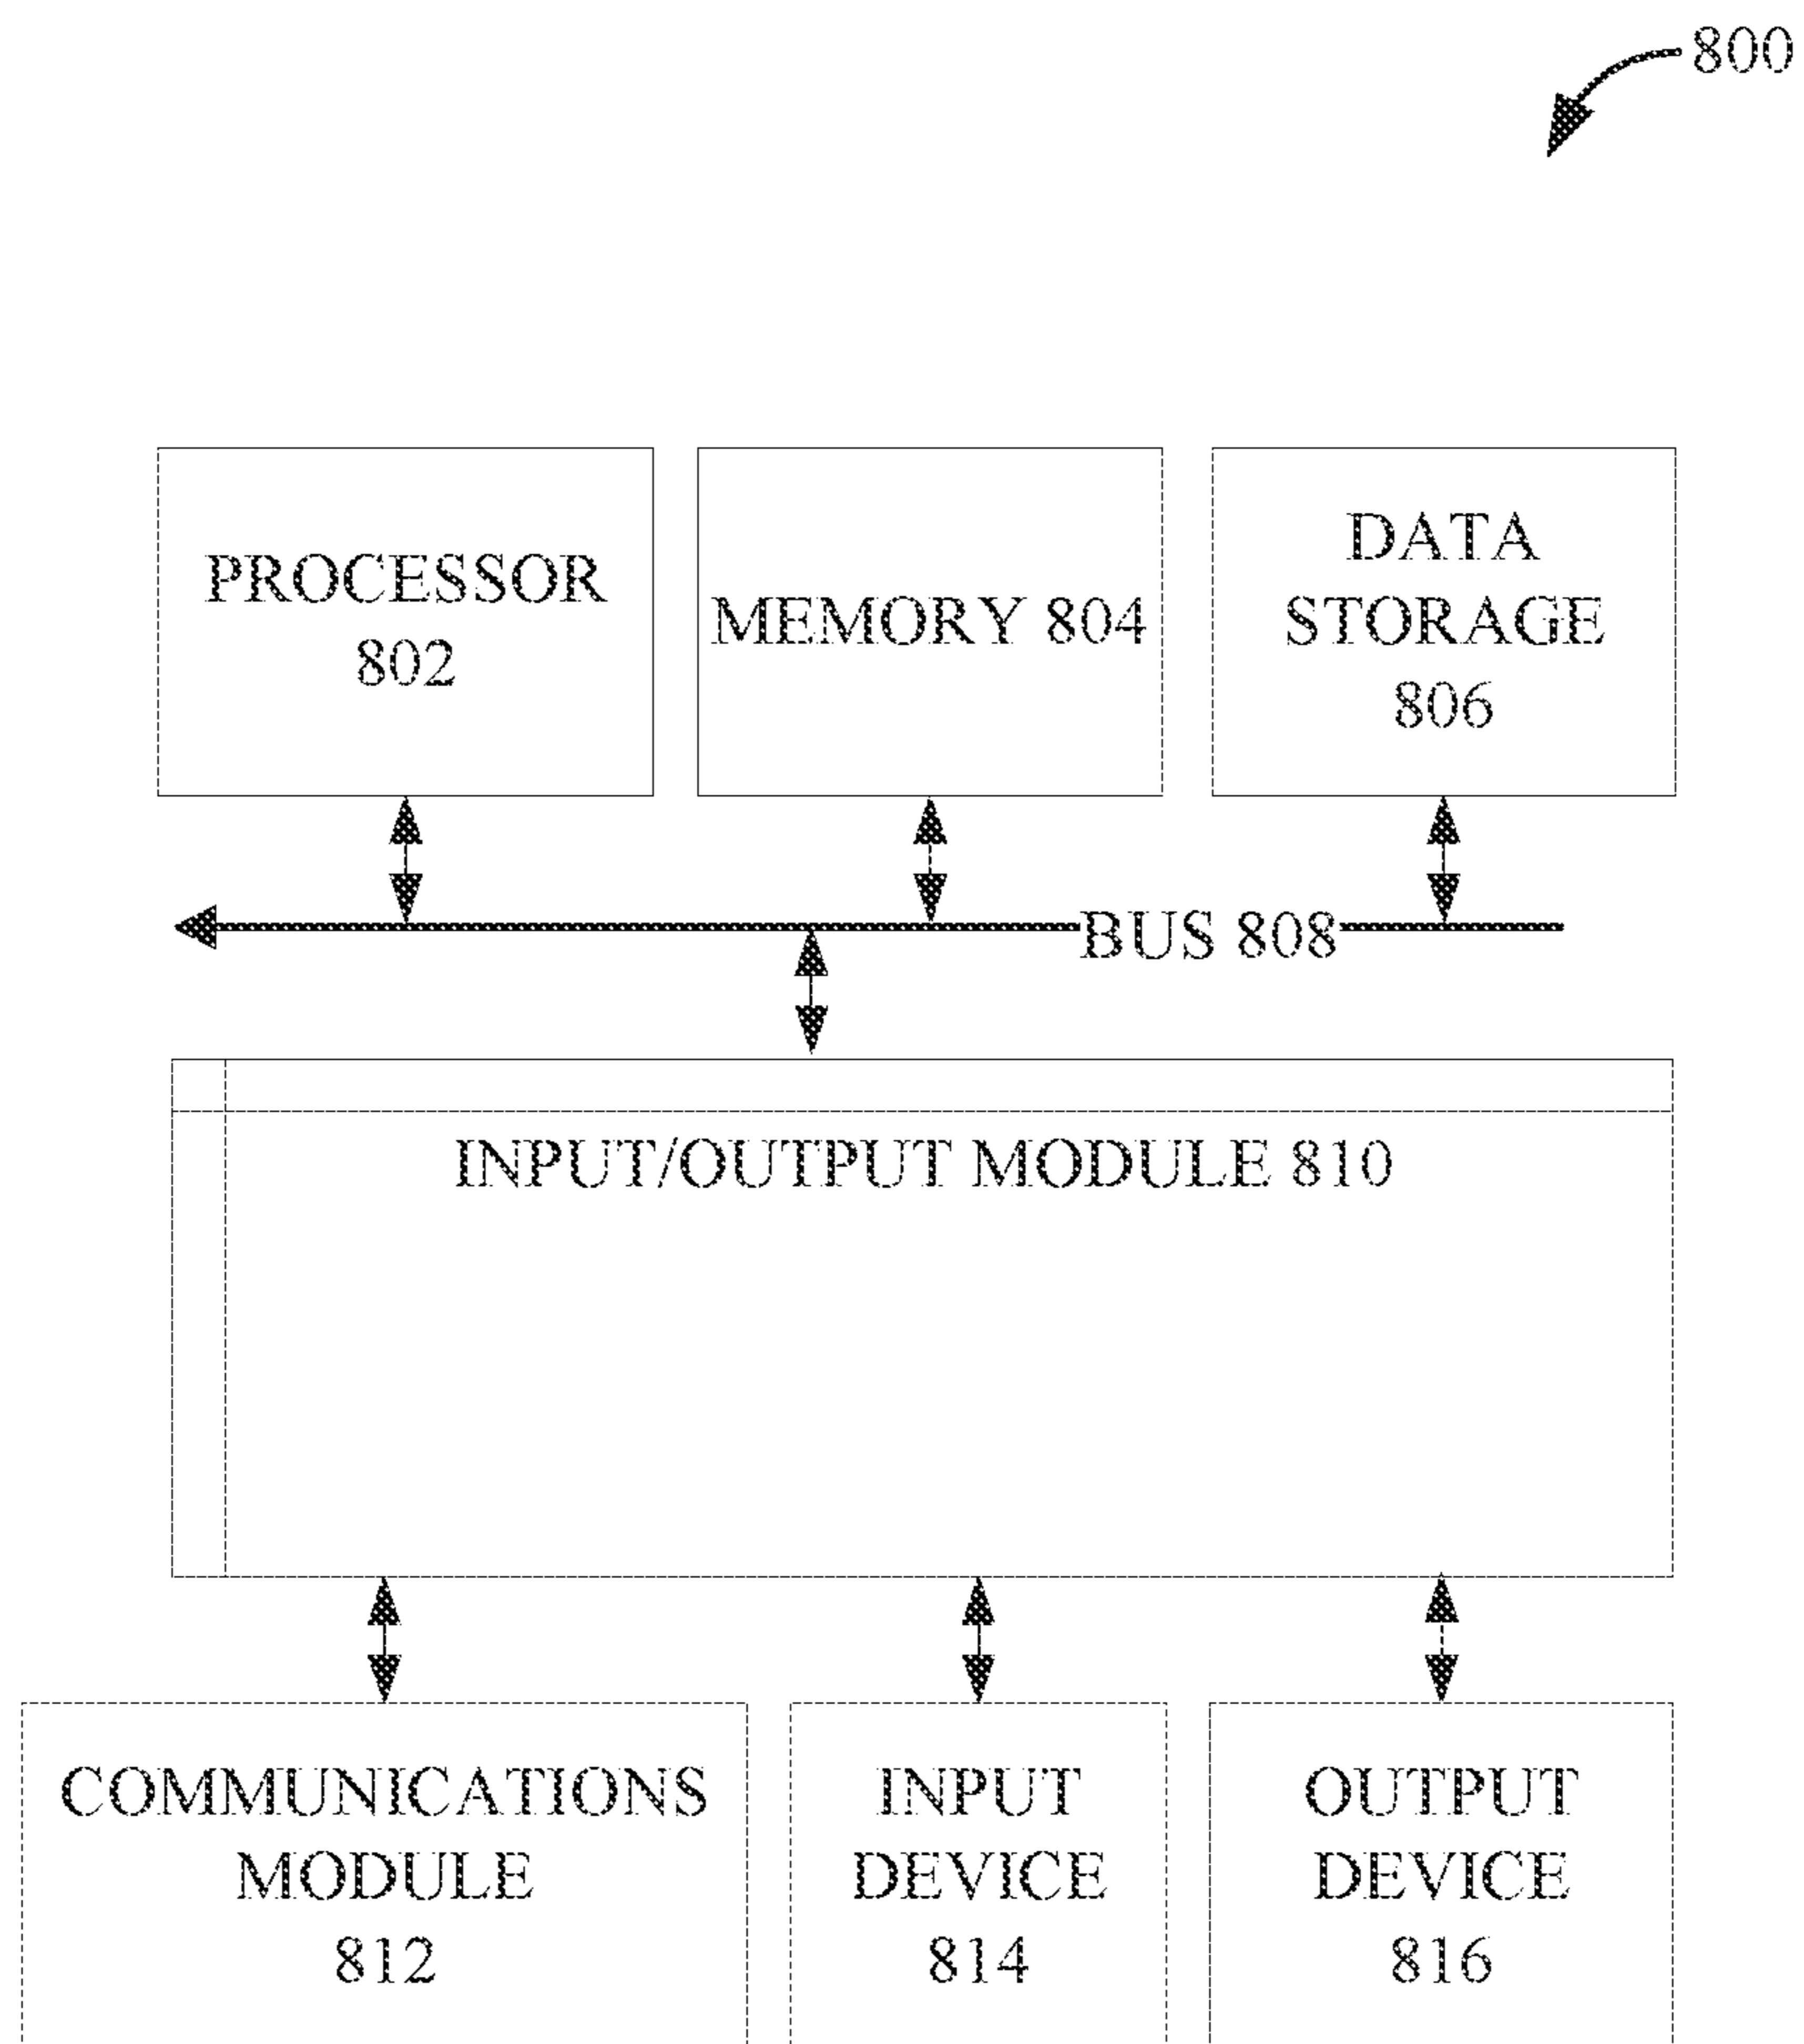 800
PROCESSOR
802
MEMORY 804
DATA
STORAGE
806
BUS 808
INPUT/OUTPUT MODULE 810
COMMUNICATIONS
MODULE
812
INPUT
DEVICE
814
OUTPUT
DEVICE
816